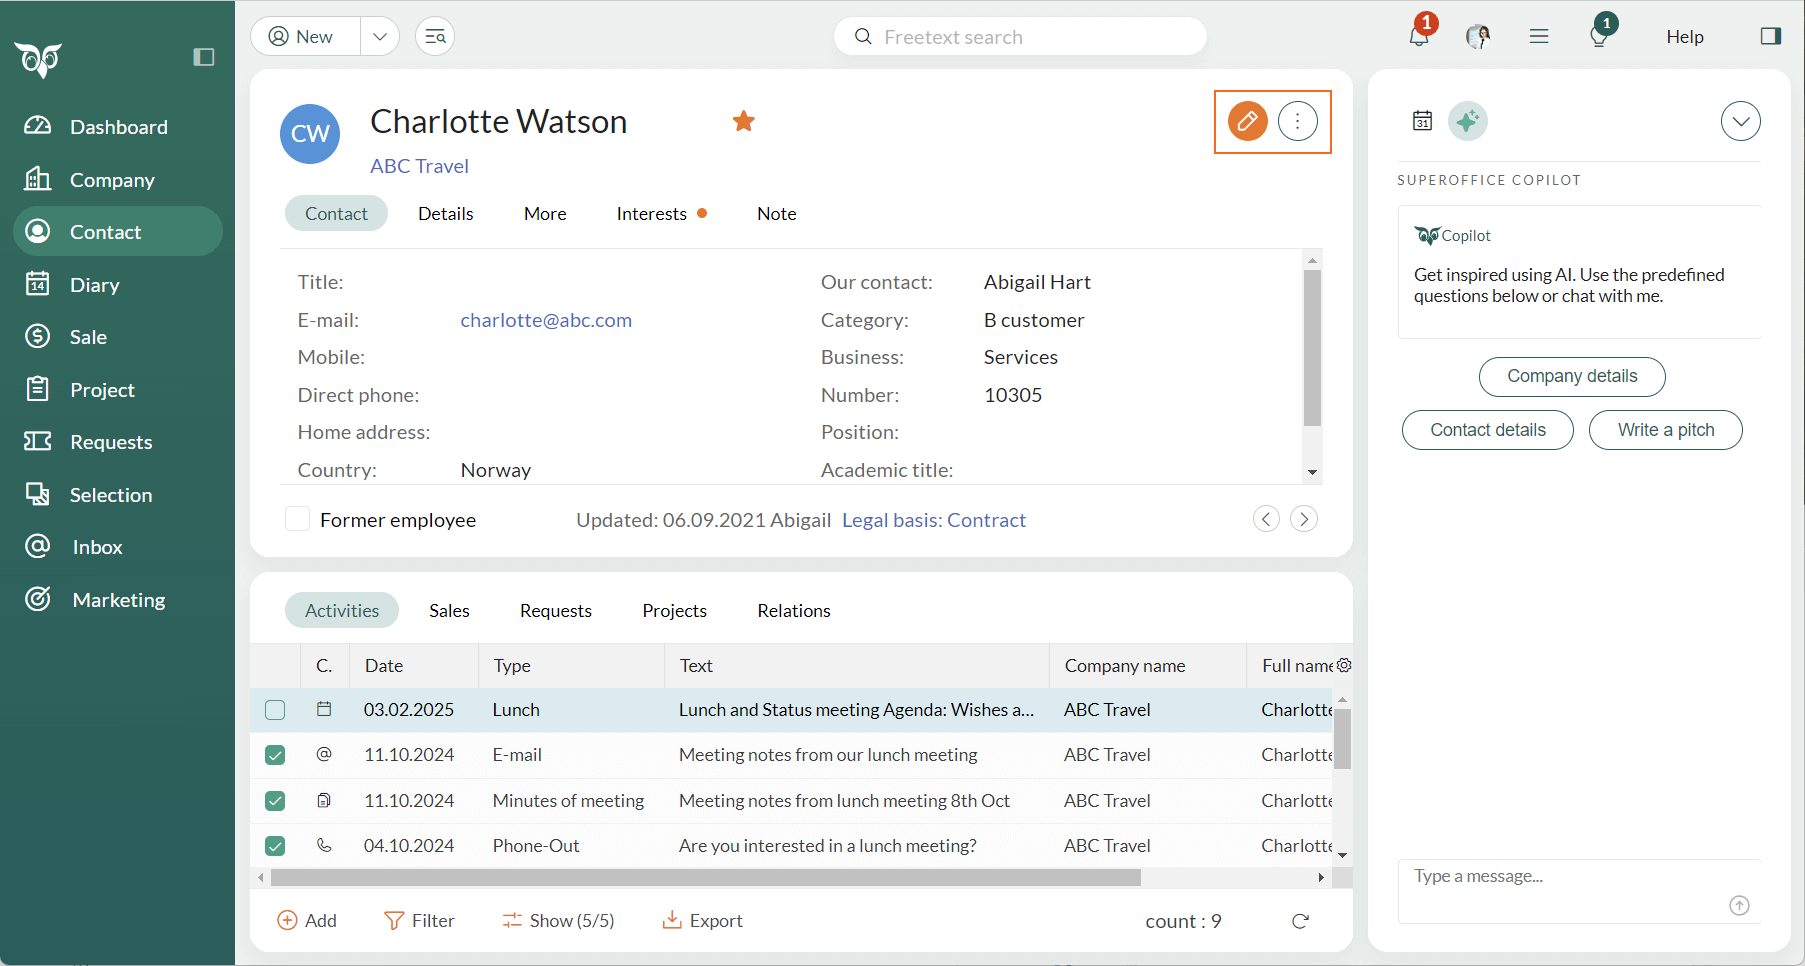 New
Freetext search
1
1
Help
Dashboard
Company
Contact
14
Diary
Sale
Project
Requests
Selection
Inbox
Marketing
CW
Charlotte Watson
ABC Travel
Contact
Details
More
Interests
Note
Title:
E-mail: charlotte@abc.com
Mobile:
Direct phone:
Home address:
Country: Norway
Our contact: Abigail Hart
Category: B customer
Business: Services
Number: 10305
Position:
Academic title:
Former employee
Updated: 06.09.2021 Abigail Legal basis: Contract
Activities
Sales
Requests
Projects
Relations
C. Date Type Text Company name Full name
03.02.2025 Lunch Lunch and Status meeting Agenda: Wishes a... ABC Travel Charlotte
11.10.2024 E-mail Meeting notes from our lunch meeting ABC Travel Charlotte
11.10.2024 Minutes of meeting Meeting notes from lunch meeting 8th Oct ABC Travel Charlotte
04.10.2024 Phone-Out Are you interested in a lunch meeting? ABC Travel Charlotte
Add
Filter
Show (5/5)
Export
count : 9
31
SUPEROFFICE COPILOT
Copilot
Get inspired using AI. Use the predefined
questions below or chat with me.
Company details
Contact details
Write a pitch
Type a message...